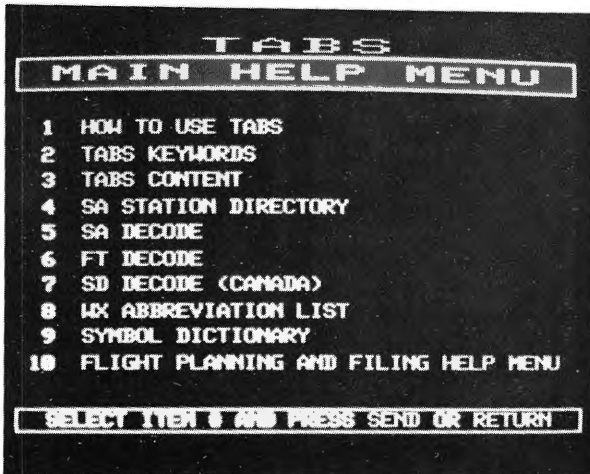 TABS
MAIN HELP MENU
1 HOW TO USE TABS
2 TABS KEYWORDS
3 TABS CONTENT
4 SA STATION DIRECTORY
5 SA DECODE
6 FT DECODE
7 SD DECODE (CANADA)
8 WX ABBREVIATION LIST
9 SYMBOL DICTIONARY
10 FLIGHT PLANNING AND FILING HELP MENU
SELECT ITEM # AND PRESS SEND OR RETURN